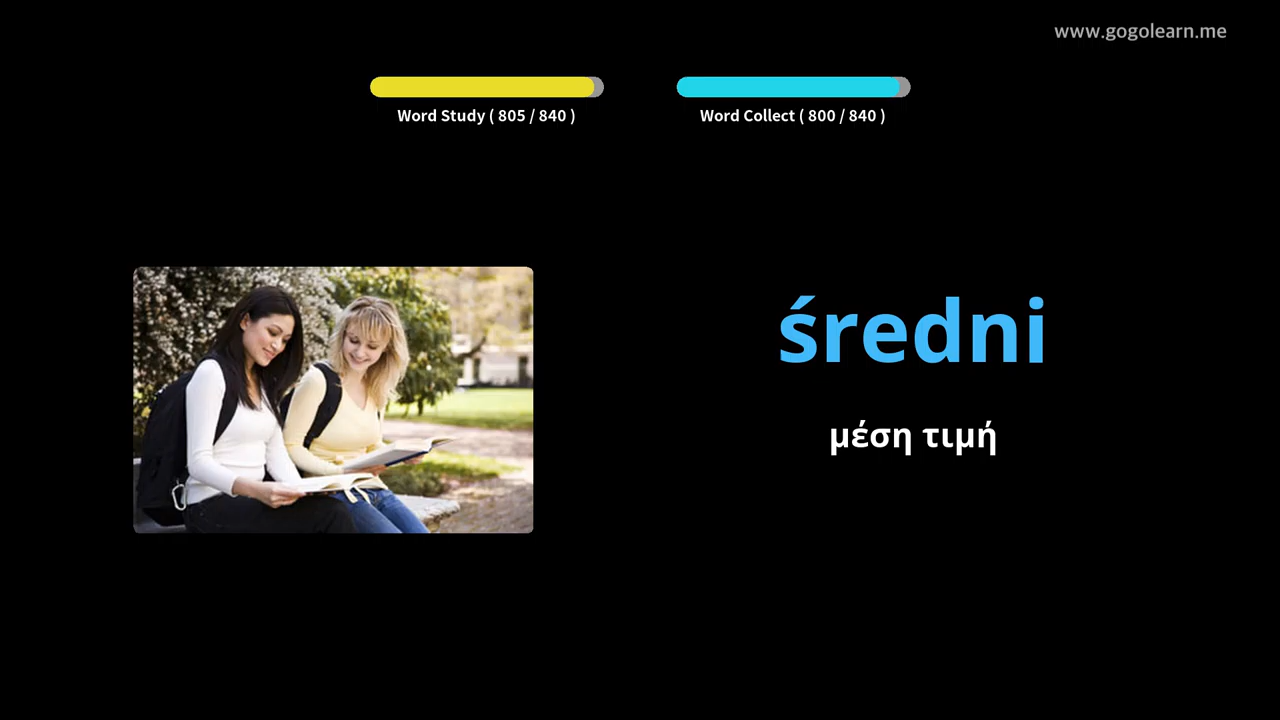 www.gogolearn.me
Word Study ( 805 / 840 )
Word Collect ( 800 / 840 )
średni
μέση τιμή